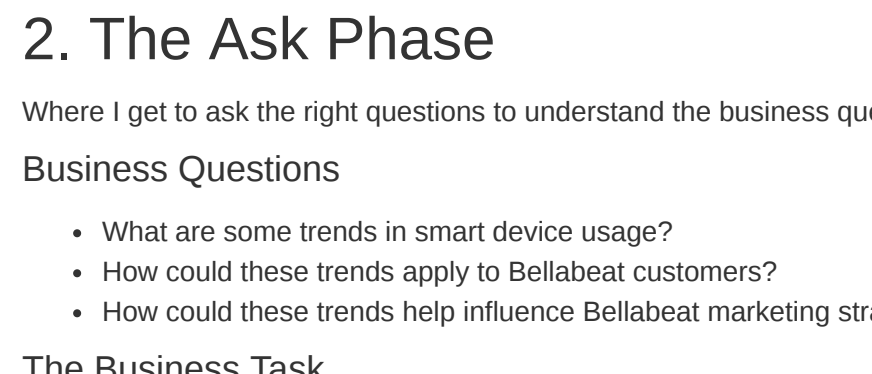 2. The Ask Phase
Where I get to ask the right questions to understand the business
Business Questions
What are some trends in smart device usage?
How could these trends apply to Bellabeat customers?
How could these trends help influence Bellabeat marketing
The Business Task